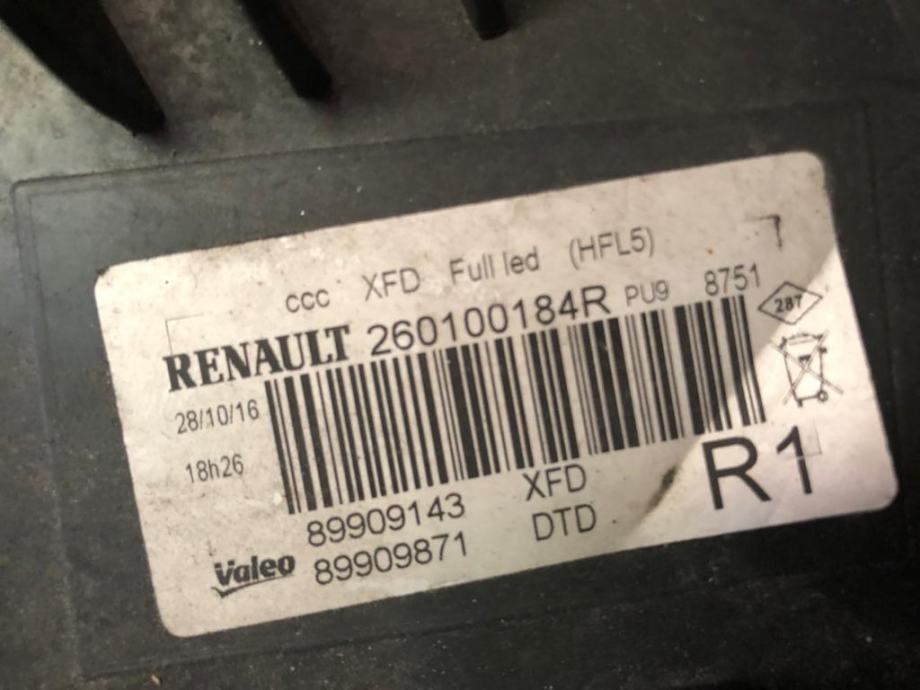 ccc XFD Full led (HFL5)
RENAULT 260100184R PU9 8751
287
28/10/16
18h26
89909143 XFD
R1
Valeo 89909871 DTD